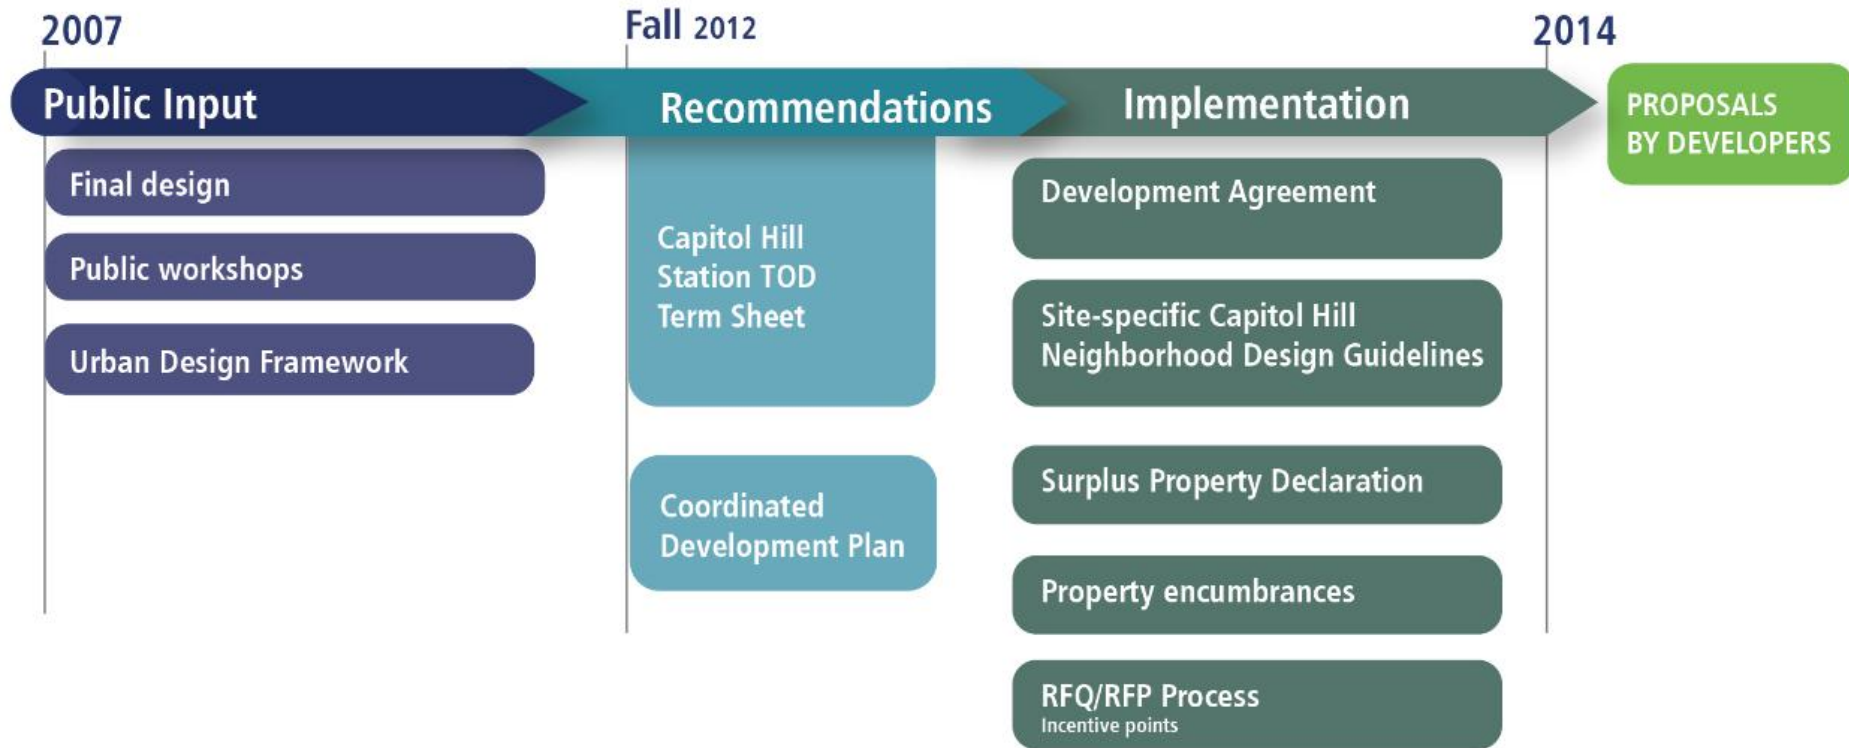 2007
Fall 2012
2014
Public Input
Recommendations
Implementation
PROPOSALS
BY DEVELOPERS
Final design
Public workshops
Urban Design Framework
Capitol Hill
Station TOD
Term Sheet
Coordinated
Development Plan
Development Agreement
Site-specific Capitol Hill
Neighborhood Design Guidelines
Surplus Property Declaration
Property encumbrances
RFQ/RFP Process
Incentive points